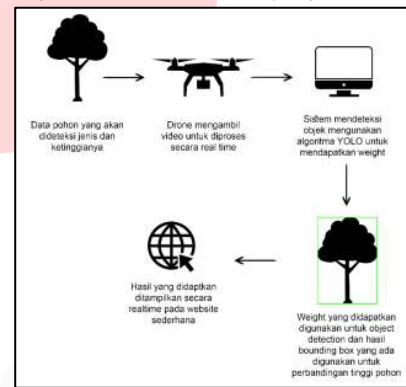 Data pohon yang akan
dideteksi jenis dan
ketinggianya
Drone mengambil
video untuk diproses
secara real time
Sistem mendeteksi
objek mengunakan
algoritma YOLO untuk
mendapatkan weight
Weight yang didapatkan
digunakan untuk object
detection dan hasil
bounding box yang ada
digunakan untuk
perbandingan tinggi pohon
Hasil yang didaptkan
ditampilkan secara
realtime pada website
sederhana